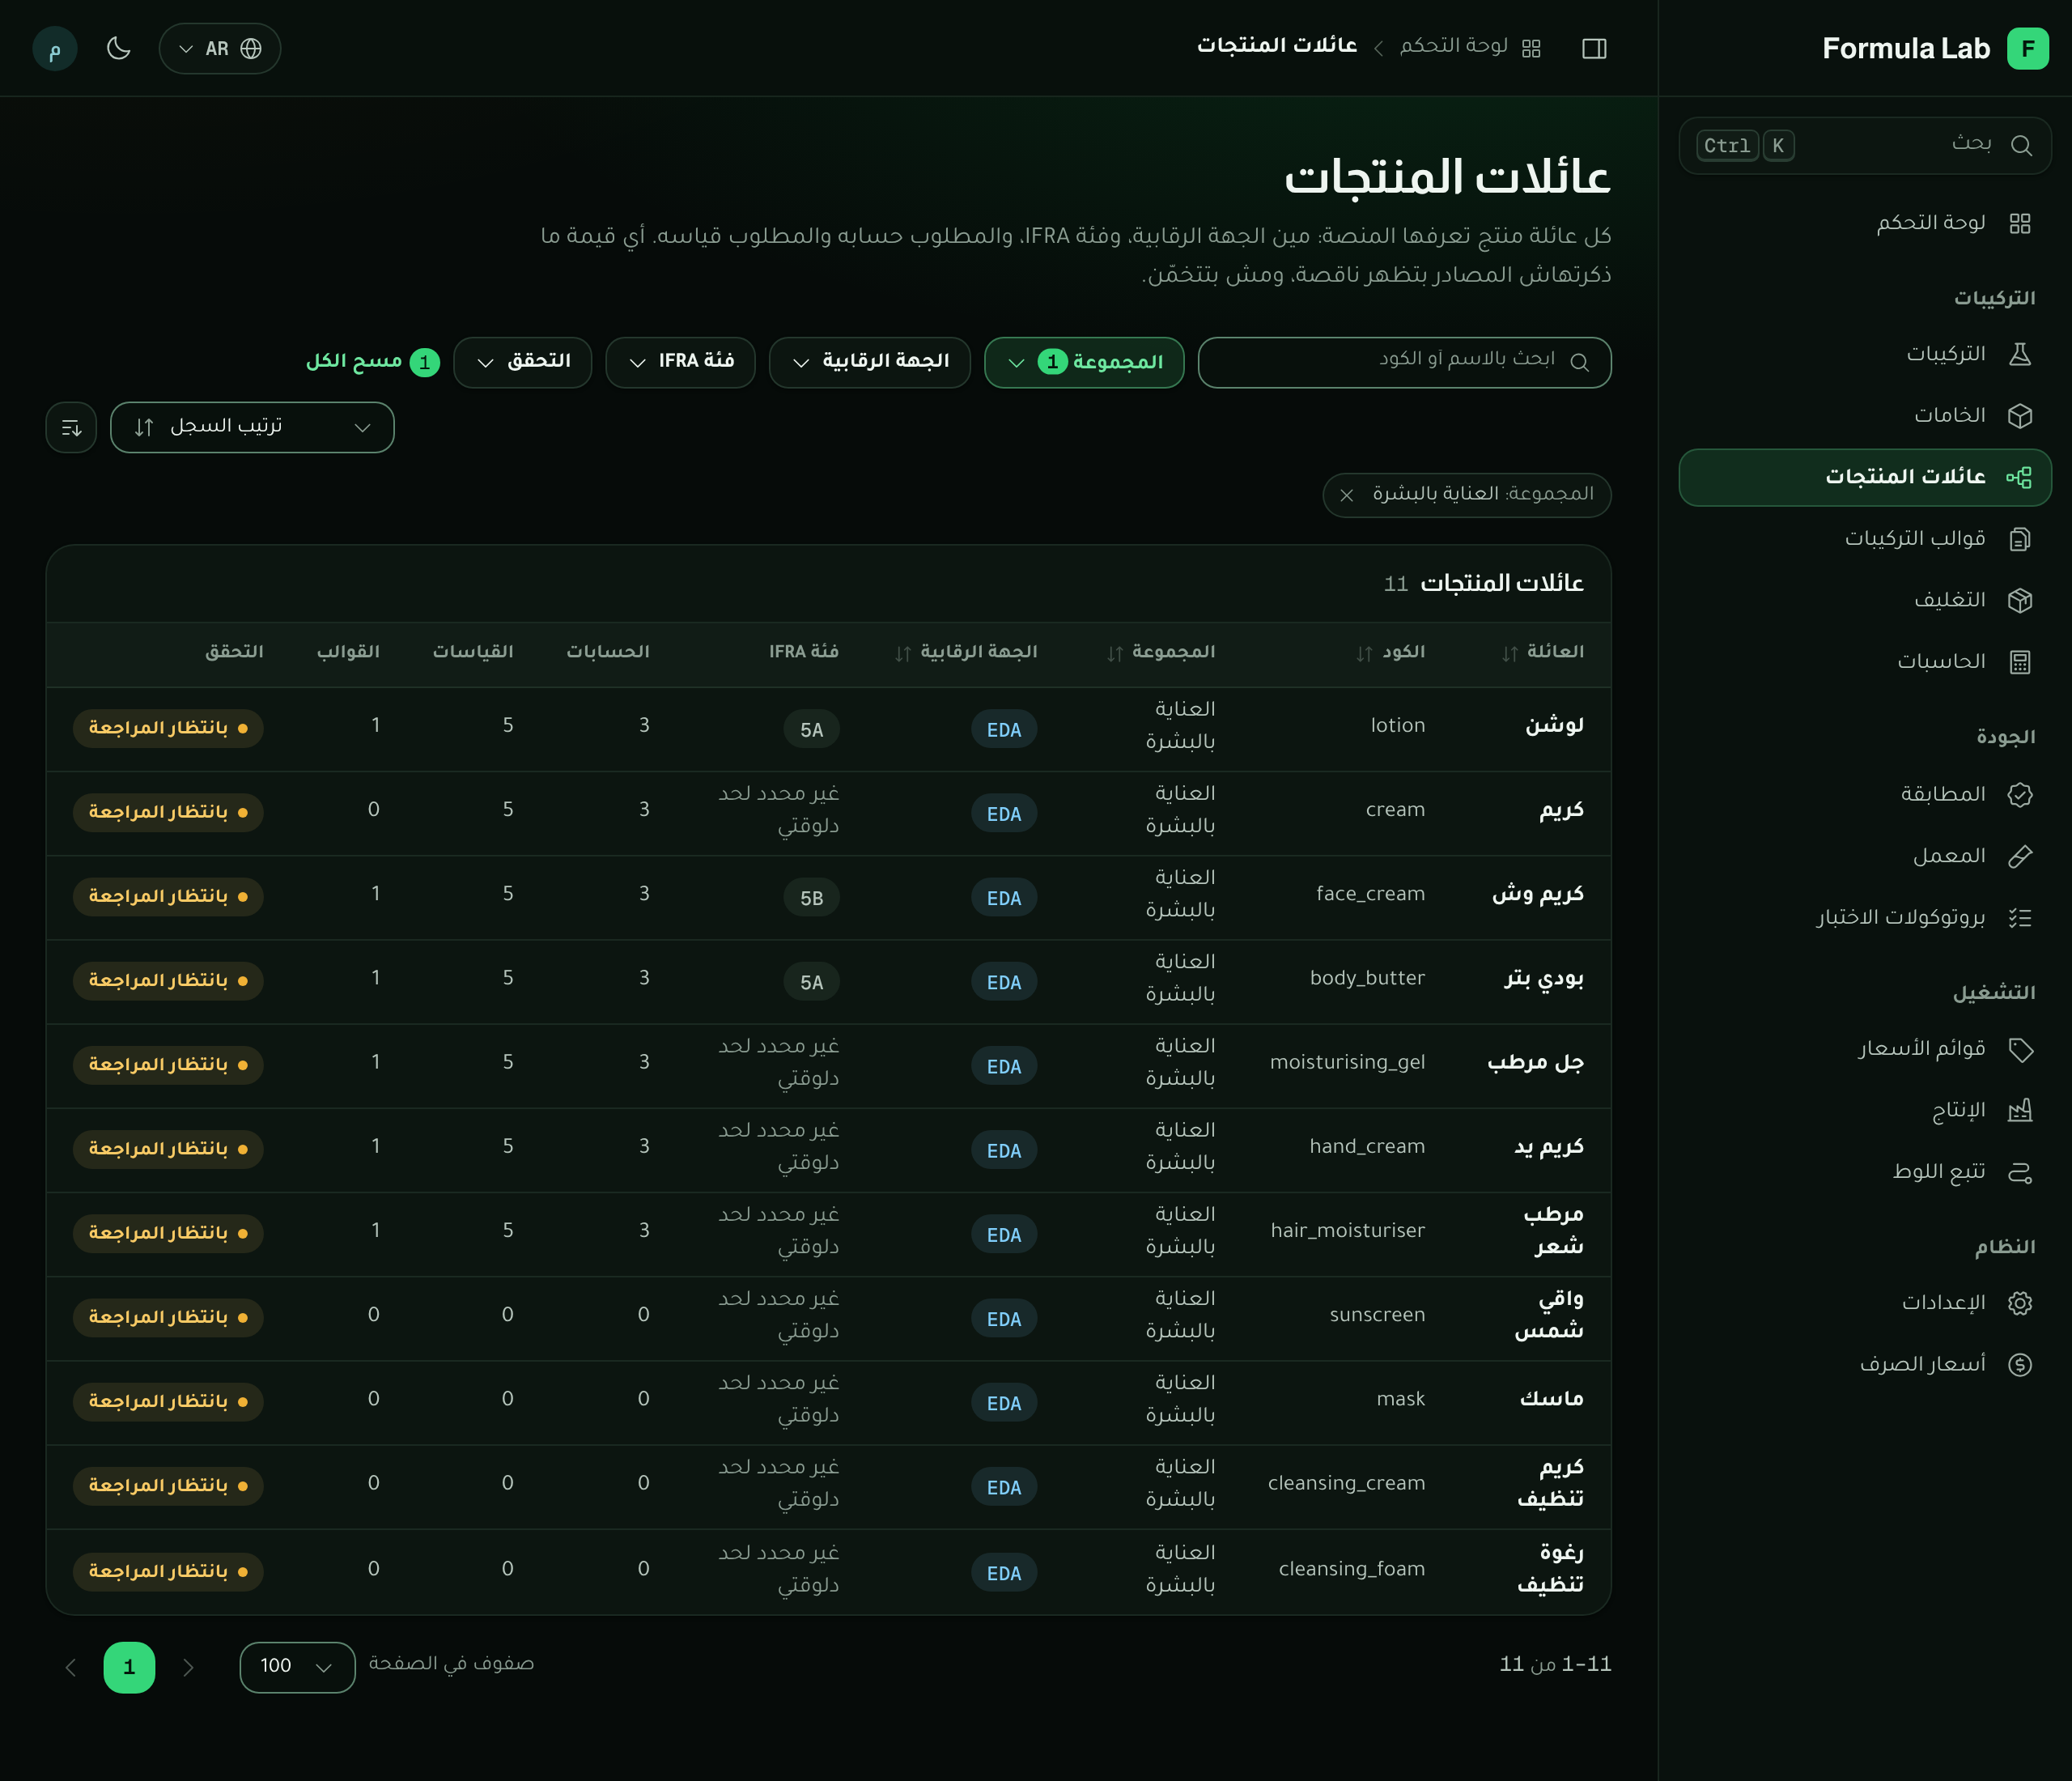 F Formula Lab
لوحة التحكم
عائلات المنتجات
AR
م
بحث
Ctrl K
لوحة التحكم
التركيبات
التركيبات
الخامات
عائلات المنتجات
قوالب التركيبات
التغليف
الحاسبات
الجودة
المطابقة
المعمل
بروتوكولات الاختبار
التشغيل
قوائم الأسعار
الإنتاج
تتبع اللوط
النظام
الإعدادات
أسعار الصرف
عائلات المنتجات
كل عائلة منتج تعرفها المنصة: مين الجهة الرقابية، وفئة IFRA، والمطلوب حسابه والمطلوب قياسه. أي قيمة ما
ذكرتهاش المصادر بتظهر ناقصة، ومش بتتخمّن.
ابحث بالاسم أو الكود
المجموعة 1
الجهة الرقابية
فئة IFRA
التحقق
1 مسح الكل
ترتيب السجل
المجموعة: العناية بالبشرة
عائلات المنتجات 11
العائلة الكود المجموعة الجهة الرقابية فئة IFRA الحسابات القياسات القوالب التحقق
لوشن lotion العناية بالبشرة EDA 5A 3 5 1 بانتظار المراجعة
كريم cream العناية بالبشرة EDA غير محدد لحد دلوقتي 3 5 0 بانتظار المراجعة
كريم وش face_cream العناية بالبشرة EDA 5B 3 5 1 بانتظار المراجعة
بودي بتر body_butter العناية بالبشرة EDA 5A 3 5 1 بانتظار المراجعة
جل مرطب moisturising_gel العناية بالبشرة EDA غير محدد لحد دلوقتي 3 5 1 بانتظار المراجعة
كريم يد hand_cream العناية بالبشرة EDA غير محدد لحد دلوقتي 3 5 1 بانتظار المراجعة
مرطب شعر hair_moisturiser العناية بالبشرة EDA غير محدد لحد دلوقتي 3 5 1 بانتظار المراجعة
واقي شمس sunscreen العناية بالبشرة EDA غير محدد لحد دلوقتي 0 0 0 بانتظار المراجعة
ماسك mask العناية بالبشرة EDA غير محدد لحد دلوقتي 0 0 0 بانتظار المراجعة
كريم تنظيف cleansing_cream العناية بالبشرة EDA غير محدد لحد دلوقتي 0 0 0 بانتظار المراجعة
رغوة تنظيف cleansing_foam العناية بالبشرة EDA غير محدد لحد دلوقتي 0 0 0 بانتظار المراجعة
1–11 من 11
صفوف في الصفحة 100
1